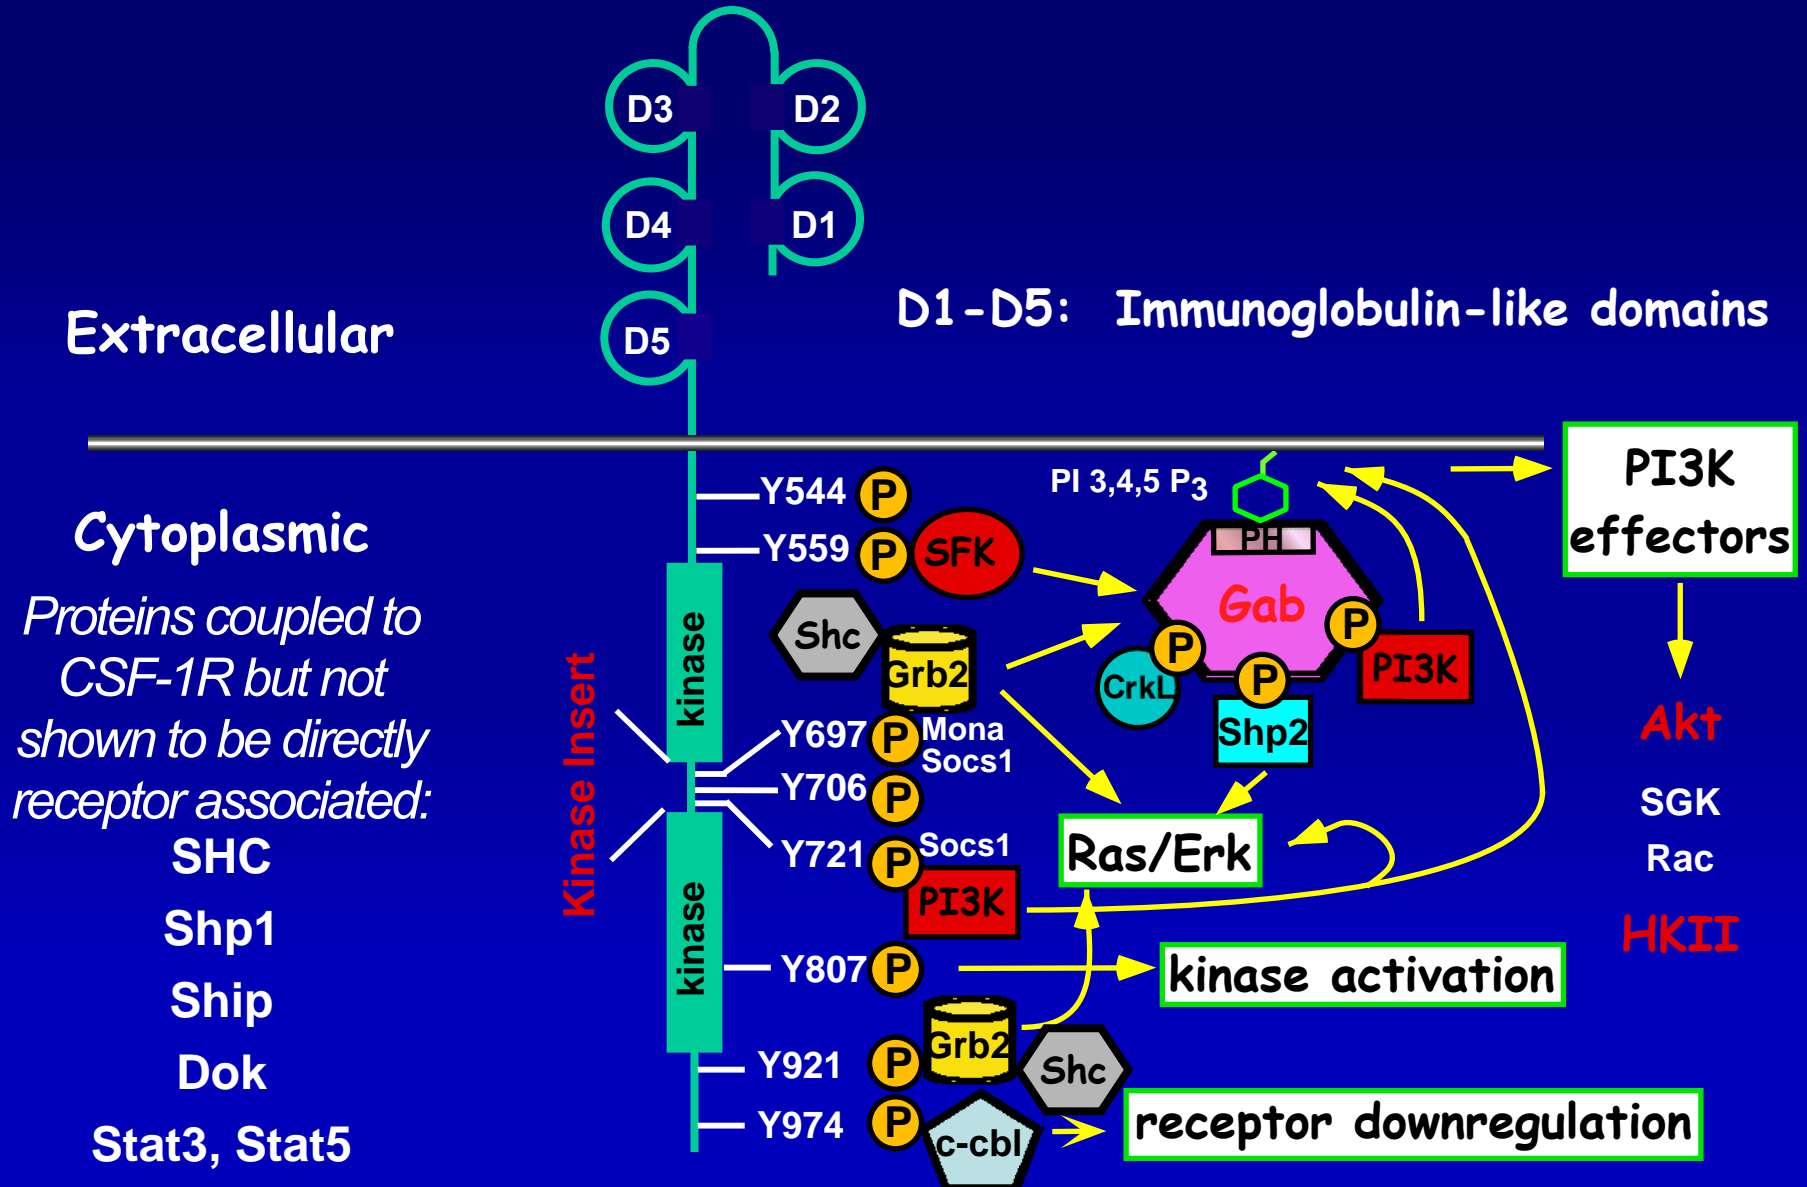 D3
D2
D4
D1
D5
Extracellular
D1-D5: Immunoglobulin-like domains
Cytoplasmic
Proteins coupled to
CSF-1R but not
shown to be directly
receptor associated:
SHC
Shp1
Ship
Dok
Stat3, Stat5
Kinase Insert
kinase
kinase
Y544 P
Y559 P SFK
Shc
Grb2
Y697 P Mona
Socs1
Y706 P
Y721 P Socs1
PI3K
Y807 P
kinase activation
Grb2
Y921 P
Shc
Y974 P
c-cbl
receptor downregulation
PI 3,4,5 P3
PH
Gab
P
P
P
CrkL
Shp2
PI3K
Ras/Erk
PI3K
effectors
Akt
SGK
Rac
HKII